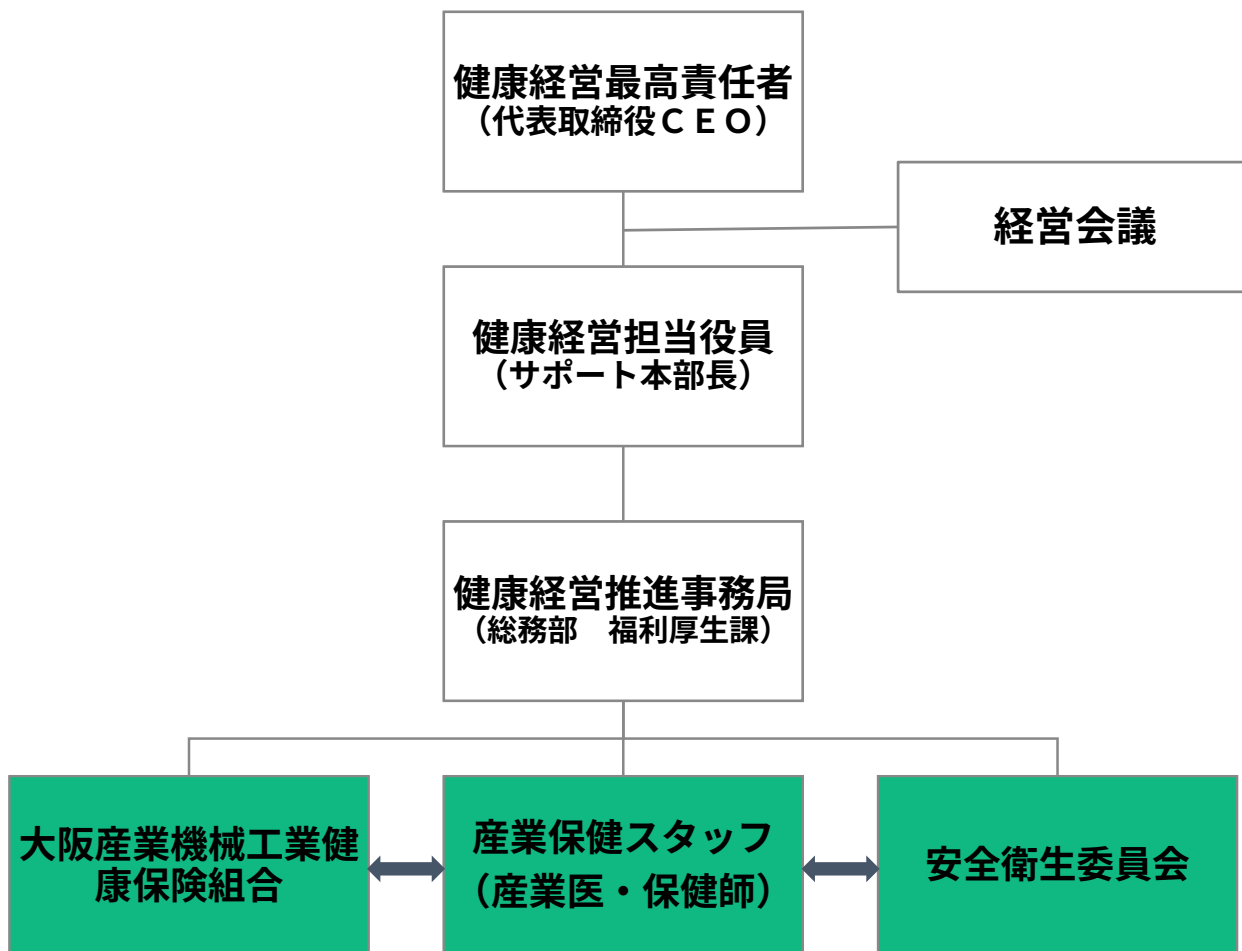 健康経営最高責任者
（代表取締役ＣＥＯ）
経営会議
健康経営担当役員
（サポート本部長）
健康経営推進事務局
（総務部　福利厚生課）
大阪産業機械工業健
康保険組合
産業保健スタッフ
（産業医・保健師）
安全衛生委員会